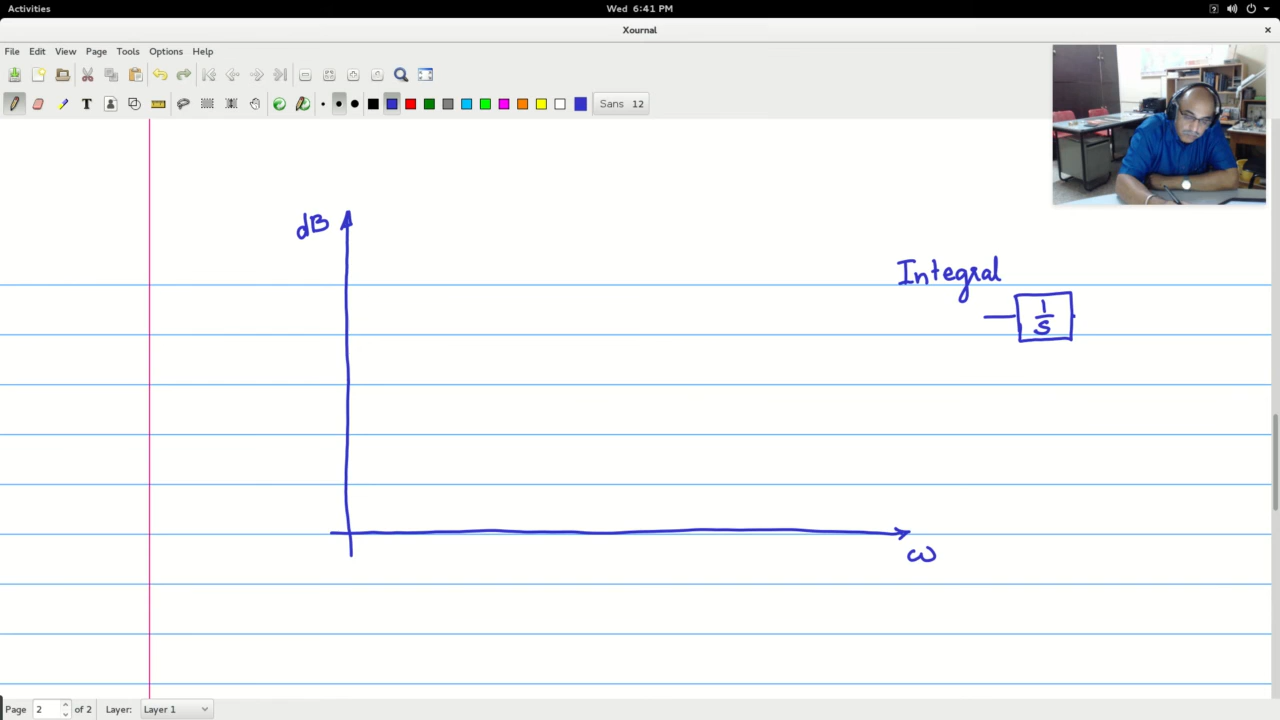 Activities
Wed 6:41 PM
Xournal
File Edit View Page Tools Options Help
Sans 12
dB
Integral
1
s
ω
Page 2 of 2 Layer: Layer 1